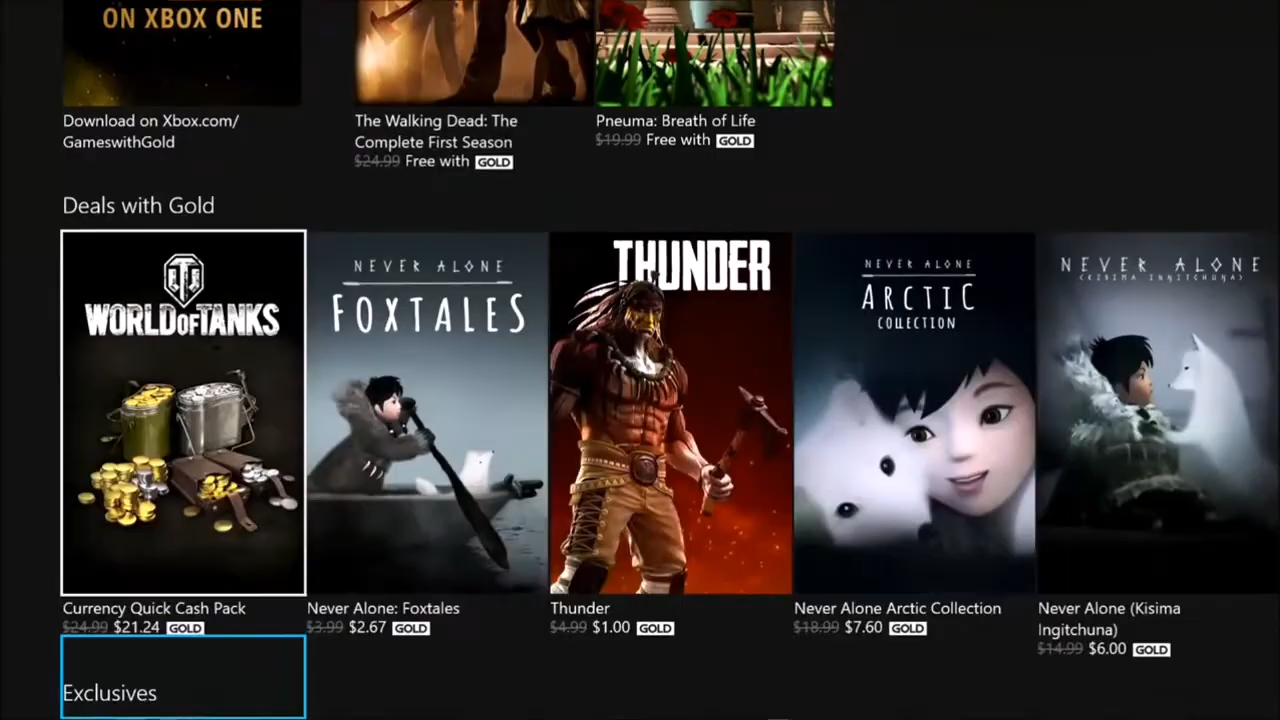 ON XBOX ONE
Download on Xbox.com/
GameswithGold
The Walking Dead: The
Complete First Season
$24.99 Free with GOLD
Pneuma: Breath of Life
$19.99 Free with GOLD
Deals with Gold
WORLD OF TANKS
NEVER ALONE
FOXTALES
THUNDER
NEVER ALONE
ARCTIC
COLLECTION
NEVER ALONE
(KISIMA INGITCHUNA)
Currency Quick Cash Pack
$24.99 $21.24 GOLD
Never Alone: Foxtales
$3.99 $2.67 GOLD
Thunder
$4.99 $1.00 GOLD
Never Alone Arctic Collection
$18.99 $7.60 GOLD
Never Alone (Kisima
Ingitchuna)
$14.99 $6.00 GOLD
Exclusives